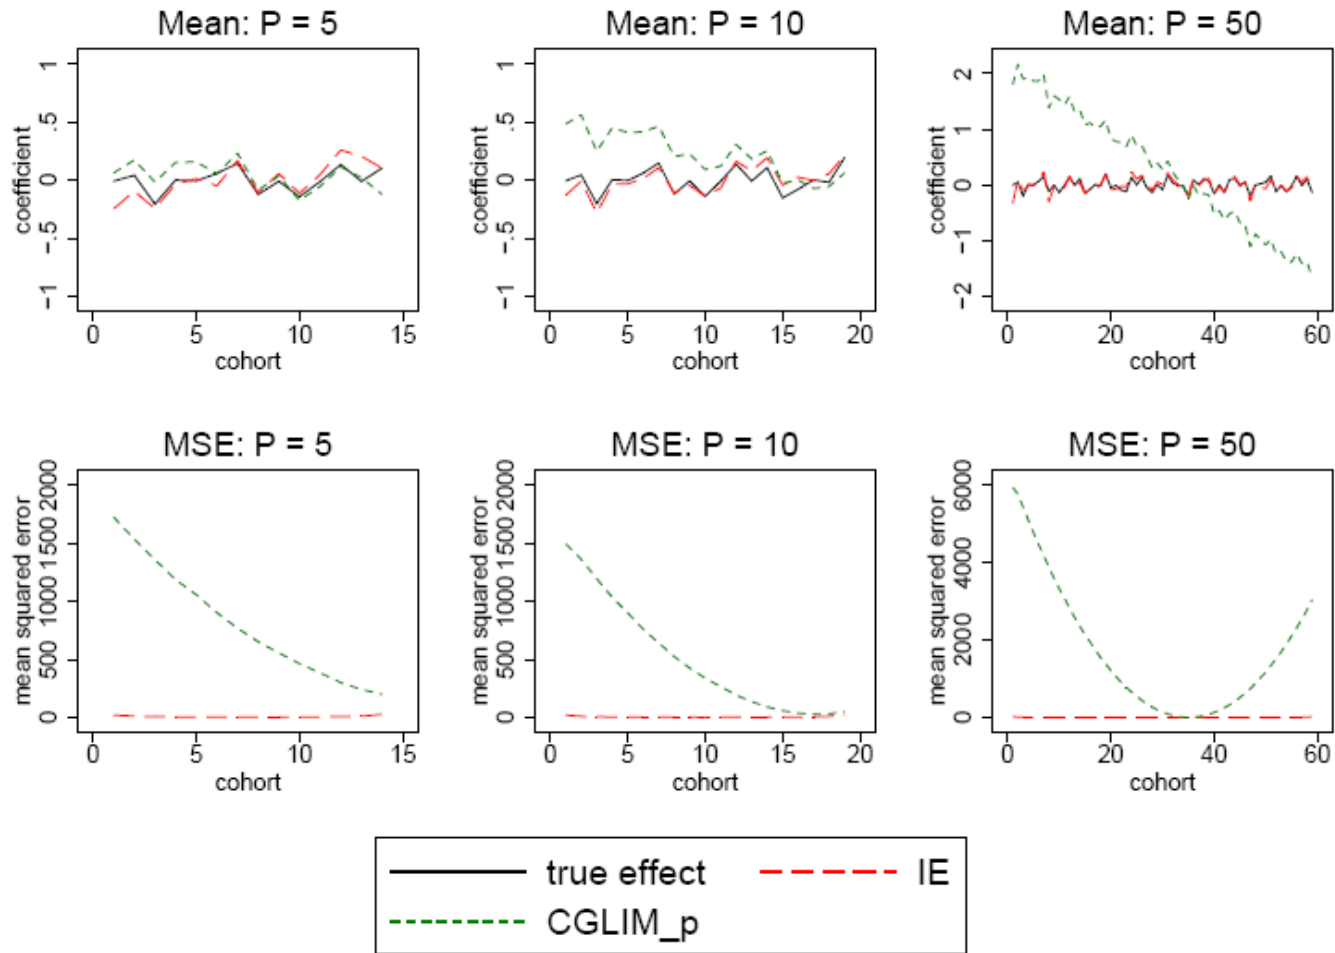 Mean: P = 5
Mean: P = 10
Mean: P = 50
coefficient
1
.5
0
−.5
−1
0
5
10
15
cohort
coefficient
1
.5
0
−.5
−1
0
5
10
15
20
cohort
coefficient
2
1
0
−1
−2
0
20
40
60
cohort
MSE: P = 5
MSE: P = 10
MSE: P = 50
mean squared error
2000
1500
1000
500
0
0
5
10
15
cohort
mean squared error
2000
1500
1000
500
0
0
5
10
15
20
cohort
mean squared error
6000
4000
2000
0
0
20
40
60
cohort
true effect
IE
CGLIM_p